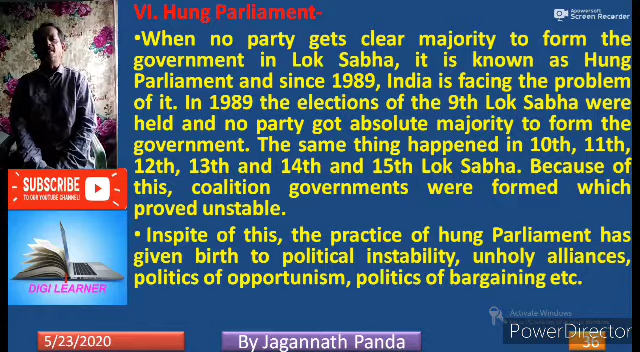 VI. Hung Parliament-
•When no party gets clear majority to form the
government in Lok Sabha, it is known as Hung
Parliament and since 1989, India is facing the problem
of it. In 1989 the elections of the 9th Lok Sabha were
held and no party got absolute majority to form the
government. The same thing happened in 10th, 11th,
12th, 13th and 14th and 15th Lok Sabha. Because of
this, coalition governments were formed which
proved unstable.
• Inspite of this, the practice of hung Parliament has
given birth to political instability, unholy alliances,
politics of opportunism, politics of bargaining etc.
Apowersoft
Screen Recorder
SUBSCRIBE
TO OUR YOUTUBE CHANNEL!
DIGI LEARNER
Activate Windows
PowerDirector
5/23/2020
By Jagannath Panda
36